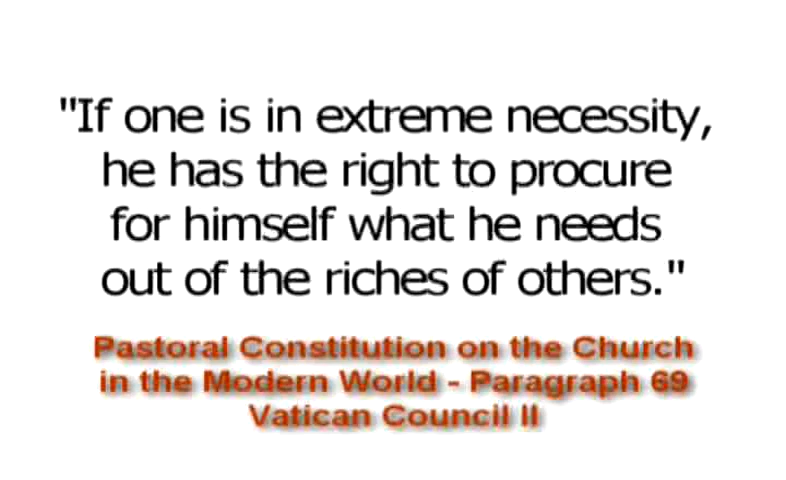 "If one is in extreme necessity,
he has the right to procure
for himself what he needs
out of the riches of others."
Pastoral Constitution on the Church
in the Modern World - Paragraph 69
Vatican Council II